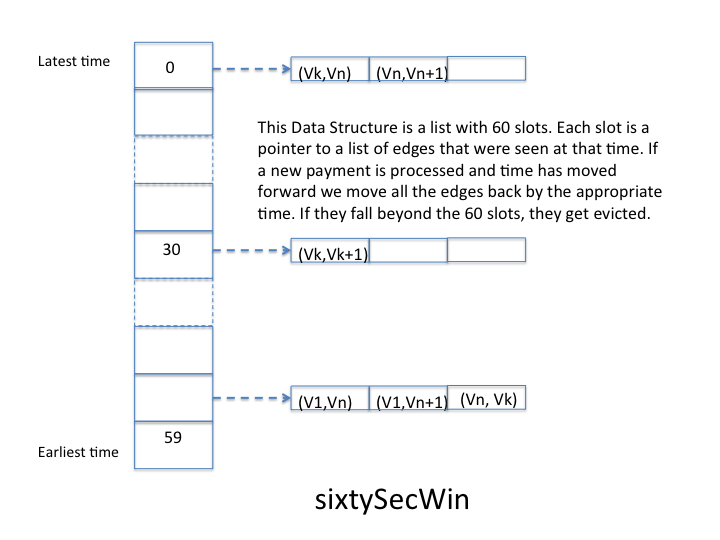 Latest time
0
(Vk,Vn) (Vn,Vn+1)
This Data Structure is a list with 60 slots. Each slot is a
pointer to a list of edges that were seen at that time. If
a new payment is processed and time has moved
forward we move all the edges back by the appropriate
time. If they fall beyond the 60 slots, they get evicted.
30
(Vk,Vk+1)
(V1,Vn) (V1,Vn+1) (Vn, Vk)
59
Earliest time
sixtySecWin